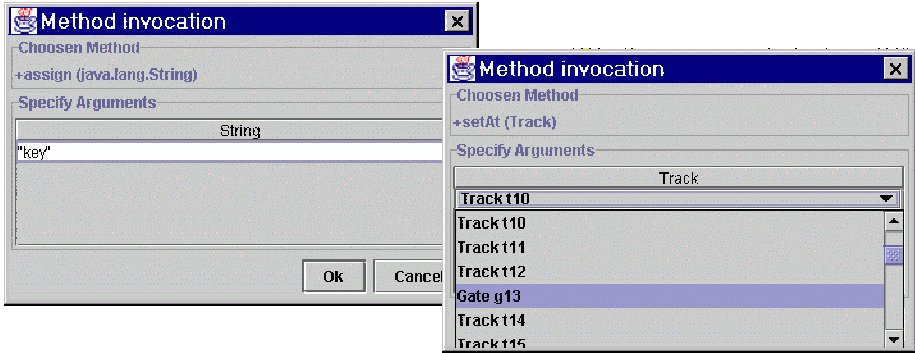 Method invocation
Choosen Method
+assign (java.lang.String)
Specify Arguments
String
"key"
Ok
Cancel
Method invocation
Choosen Method
+setAt (Track)
Specify Arguments
Track
Track t10
Track t10
Track t11
Track t12
Gate g13
Track t14
Track t15